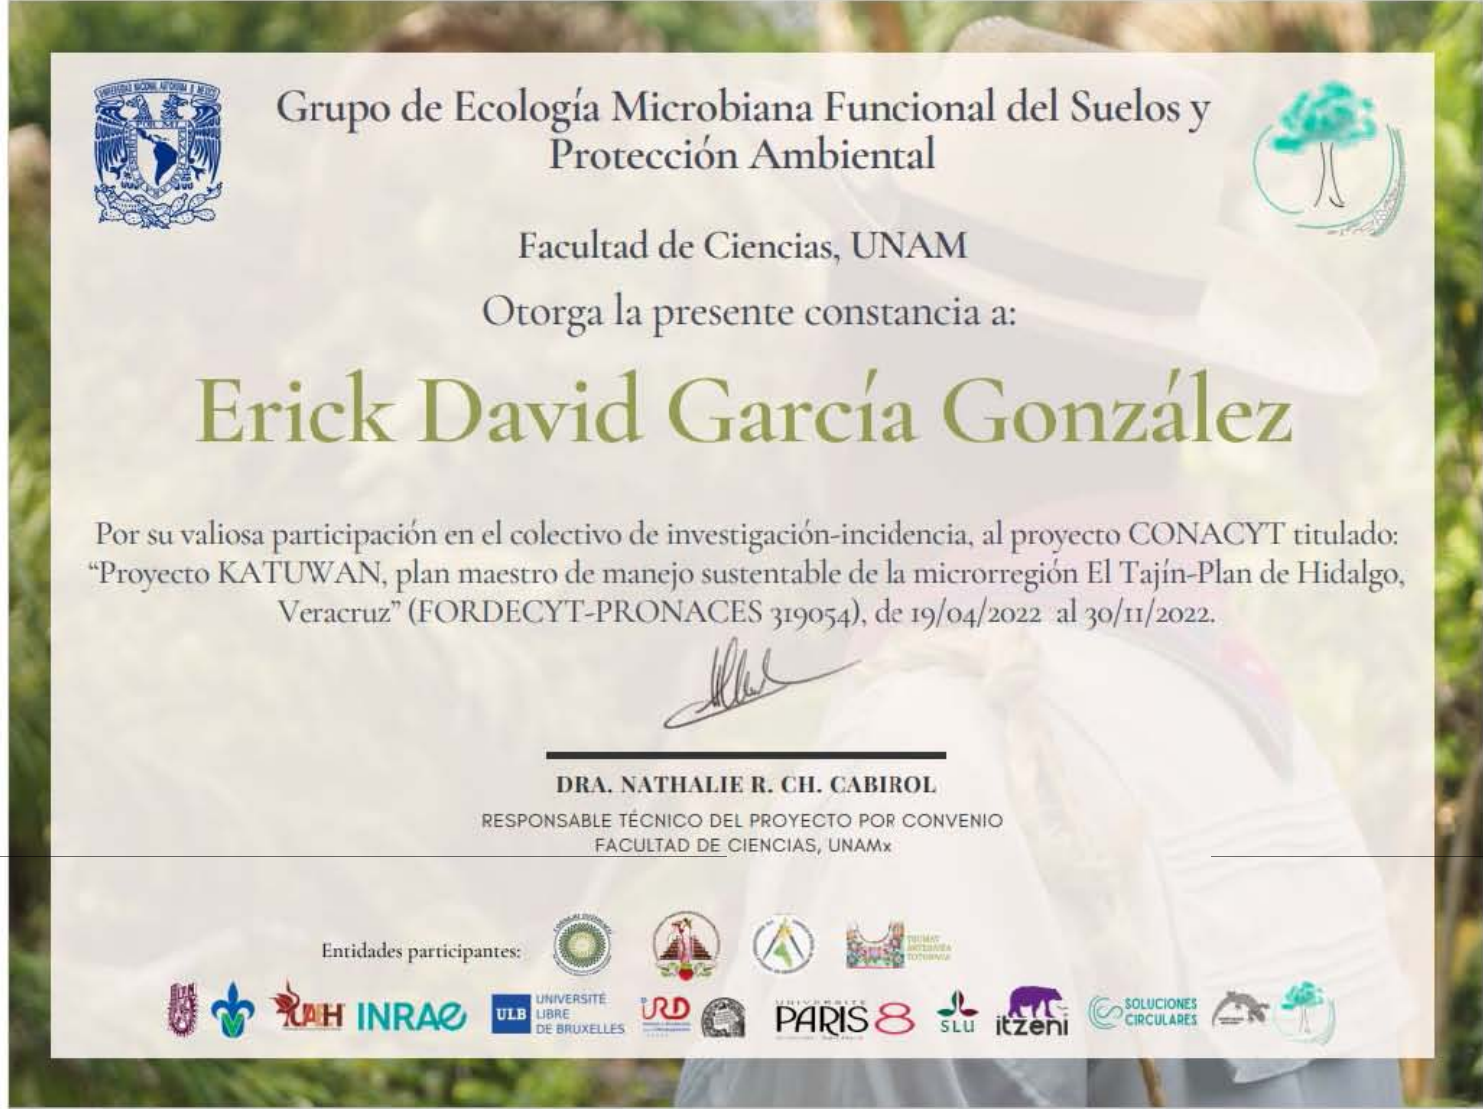 Grupo de Ecología Microbiana Funcional del Suelos y
Protección Ambiental
Facultad de Ciencias, UNAM
Otorga la presente constancia a:
Erick David García González
Por su valiosa participación en el colectivo de investigación-incidencia, al proyecto CONACYT titulado:
“Proyecto KATUWAN, plan maestro de manejo sustentable de la microrregión El Tajín-Plan de Hidalgo,
Veracruz” (FORDECYT-PRONACES 319054), de 19/04/2022 al 30/11/2022.
DRA. NATHALIE R. CH. CABIROL
RESPONSABLE TÉCNICO DEL PROYECTO POR CONVENIO
FACULTAD DE CIENCIAS, UNAMx
Entidades participantes:
UAH
INRAE
ULB
UNIVERSITÉ
LIBRE
DE BRUXELLES
IRD
UNIVERSITÉ
PARIS 8
SLU
itzeni
SOLUCIONES
CIRCULARES